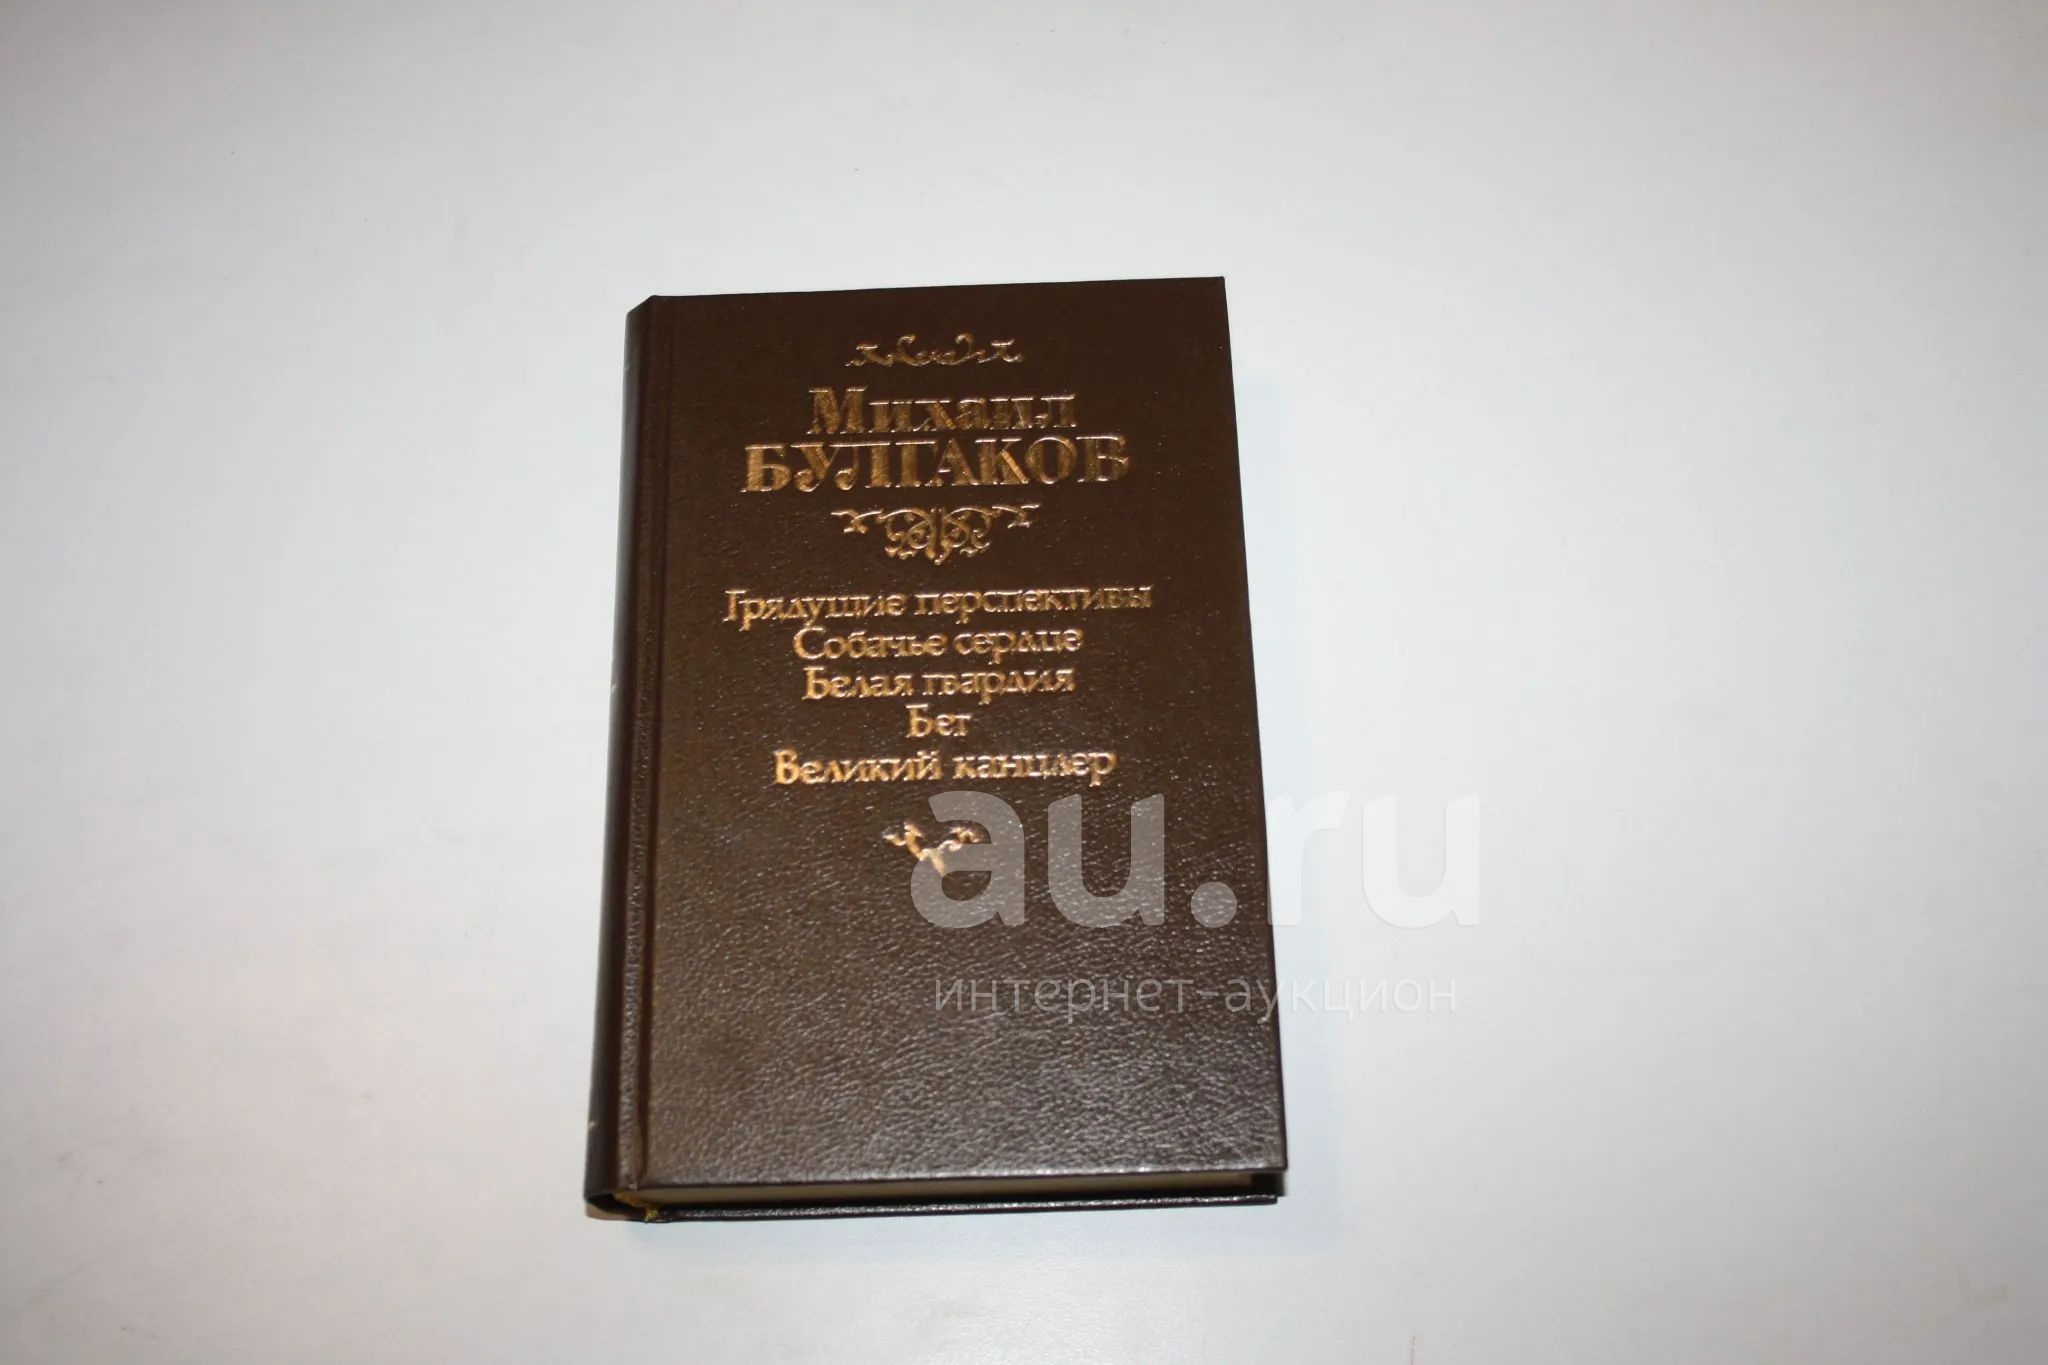 Михаил
БУЛГАКОВ
Грядущие перспективы
Собачье сердце
Белая гвардия
Бег
Великий канцлер
au.ru
интернет-аукцион